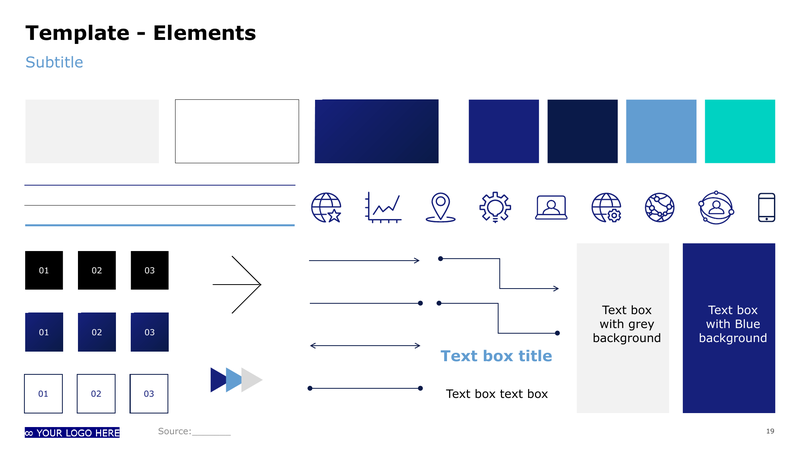 Template - Elements
Subtitle
01 02 03
01 02 03
01 02 03
Text box title
Text box text box
Text box
with grey
background
Text box
with Blue
background
∞ YOUR LOGO HERE
Source:_______
19